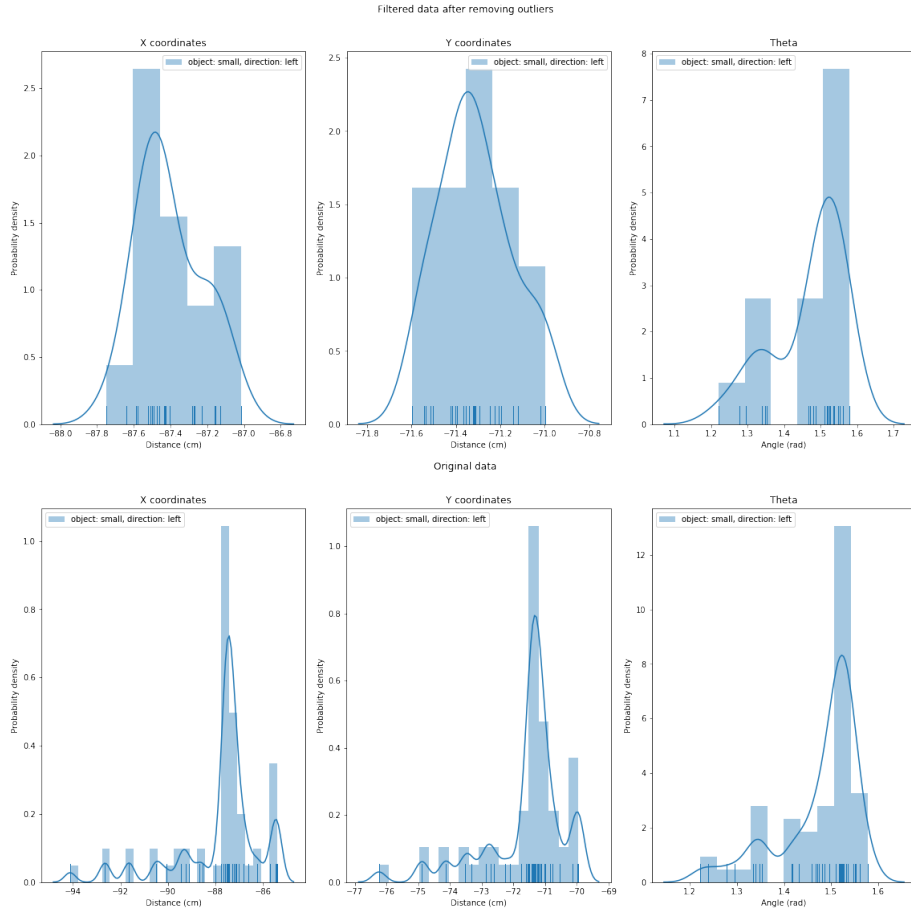 Filtered data after removing outliers
X coordinates
Y coordinates
Theta
object: small, direction: left
object: small, direction: left
object: small, direction: left
Probability density
Probability density
Probability density
2.5
2.0
1.5
1.0
0.5
0.0
2.5
2.0
1.5
1.0
0.5
0.0
8
7
6
5
4
3
2
1
0
−88.0 −87.8 −87.6 −87.4 −87.2 −87.0 −86.8
−71.8 −71.6 −71.4 −71.2 −71.0 −70.8
1.1 1.2 1.3 1.4 1.5 1.6 1.7
Distance (cm)
Distance (cm)
Angle (rad)
Original data
X coordinates
Y coordinates
Theta
object: small, direction: left
object: small, direction: left
object: small, direction: left
Probability density
Probability density
Probability density
1.0
0.8
0.6
0.4
0.2
0.0
1.0
0.8
0.6
0.4
0.2
0.0
12
10
8
6
4
2
0
−94 −92 −90 −88 −86
−77 −76 −75 −74 −73 −72 −71 −70 −69
1.2 1.3 1.4 1.5 1.6
Distance (cm)
Distance (cm)
Angle (rad)